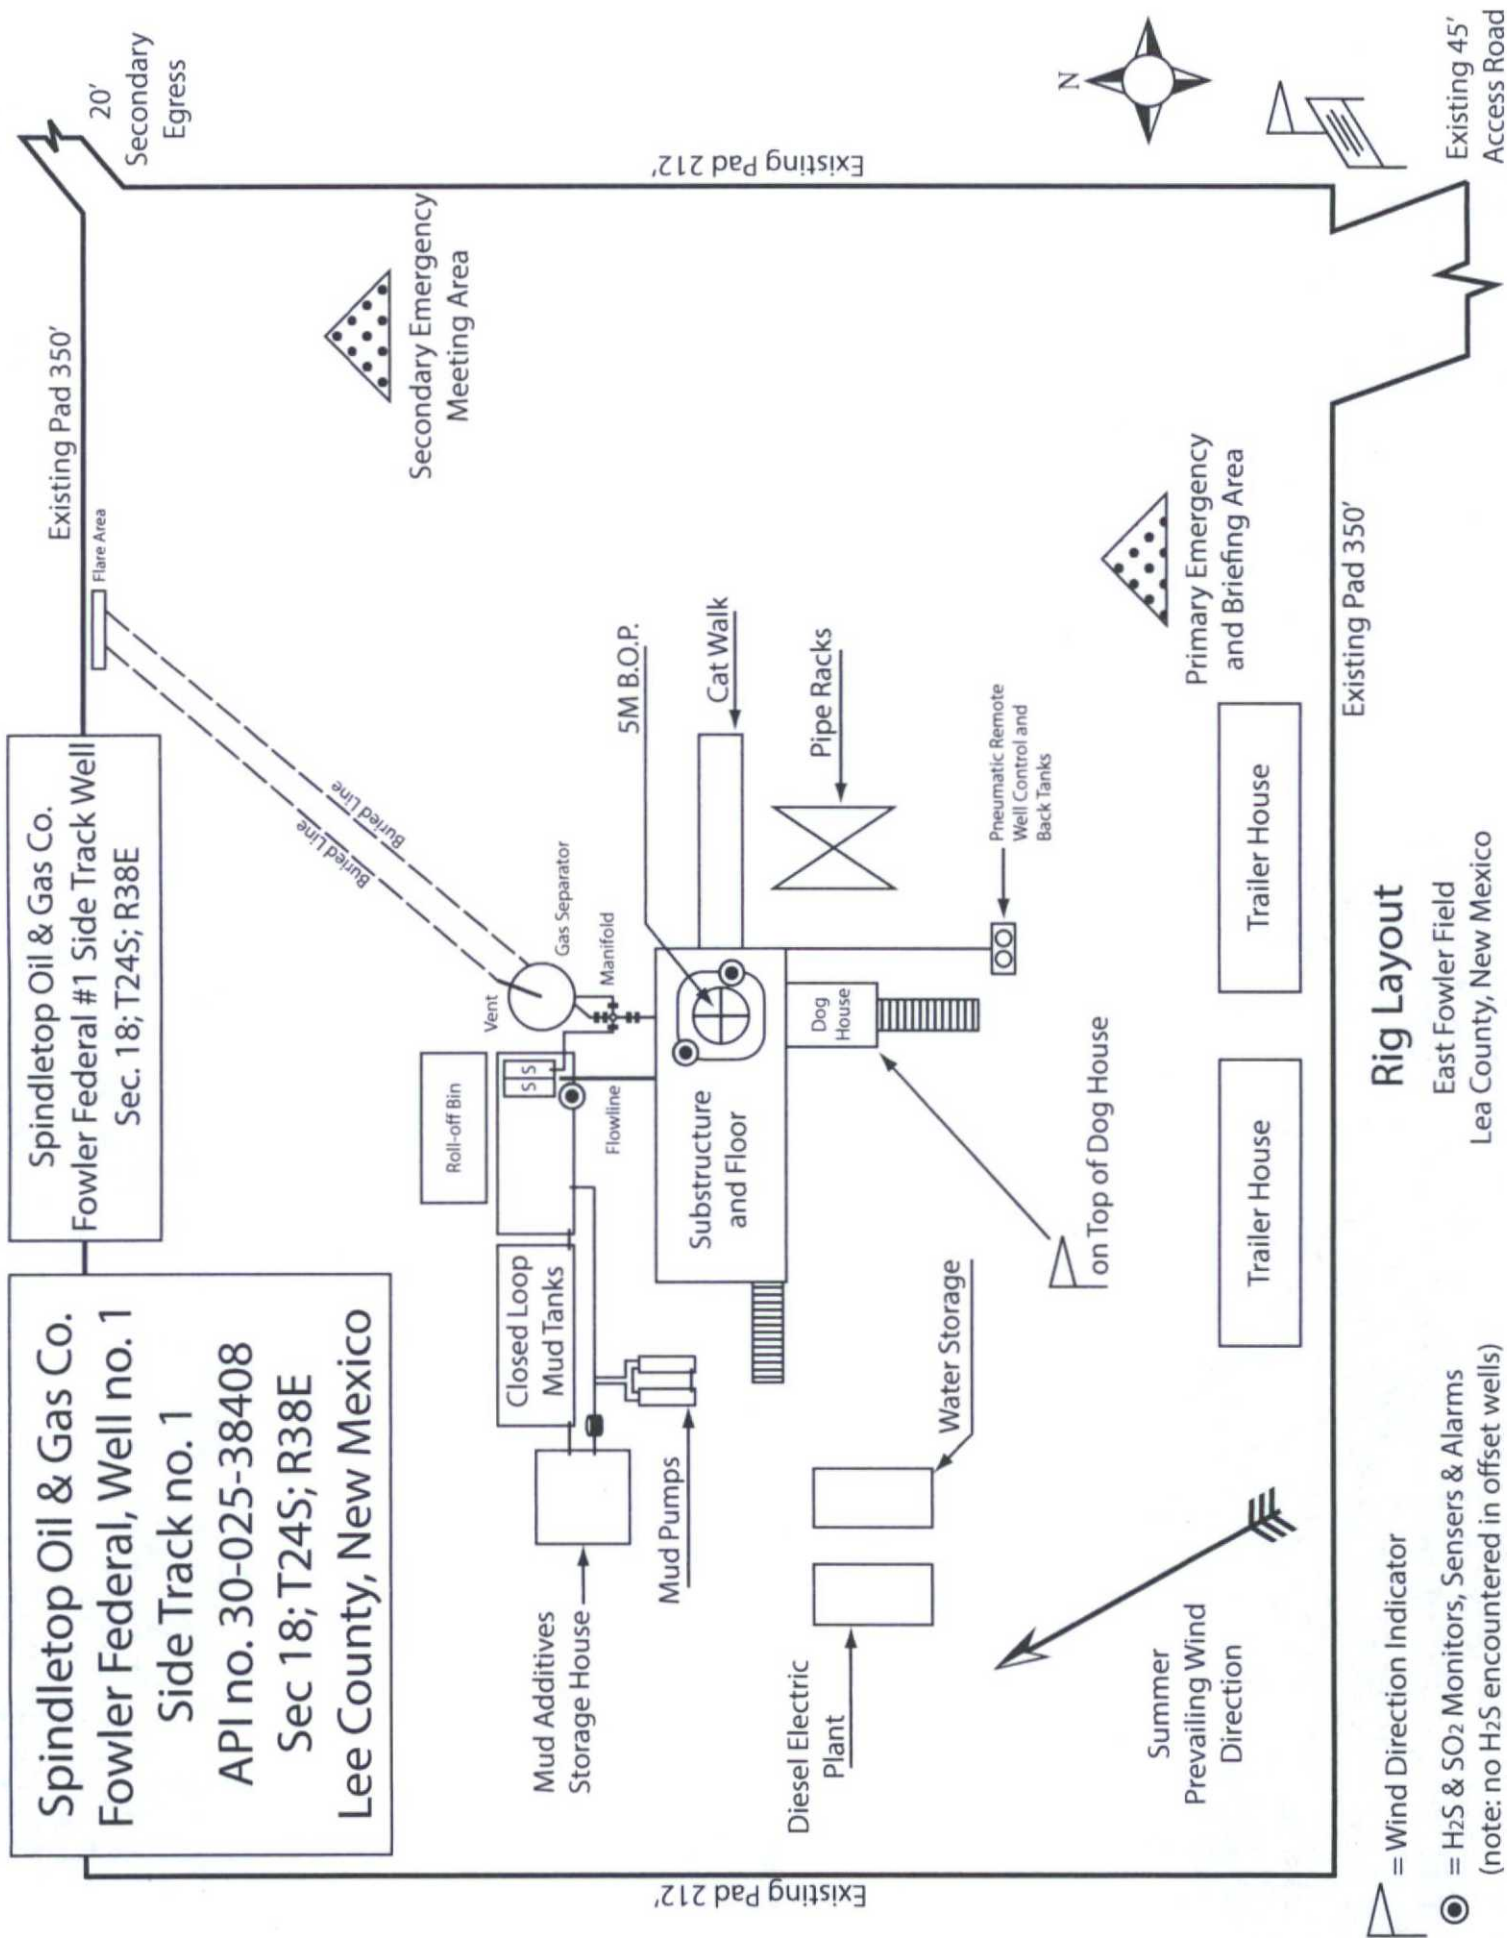 Spindletop Oil & Gas Co.
Fowler Federal, Well no. 1
Side Track no. 1
API no. 30-025-38408
Sec 18; T24S; R38E
Lee County, New Mexico
Spindletop Oil & Gas Co.
Fowler Federal #1 Side Track Well
Sec. 18; T24S; R38E
Existing Pad 350'
20'
Secondary
Egress
Flare Area
Buried Line
Buried Line
Secondary Emergency
Meeting Area
Existing Pad 212'
Existing Pad 212'
Roll-off Bin
Vent
Gas Separator
Manifold
S S
Flowline
Closed Loop
Mud Tanks
Mud Additives
Storage House
Mud Pumps
5M B.O.P.
Cat Walk
Substructure
and Floor
Dog
House
Pipe Racks
Pneumatic Remote
Well Control and
Back Tanks
Diesel Electric
Plant
Water Storage
on Top of Dog House
N
Primary Emergency
and Briefing Area
Summer
Prevailing Wind
Direction
Trailer House
Trailer House
Existing Pad 350'
Existing 45'
Access Road
= Wind Direction Indicator
= H2S & SO2 Monitors, Sensers & Alarms
(note: no H2S encountered in offset wells)
Rig Layout
East Fowler Field
Lea County, New Mexico